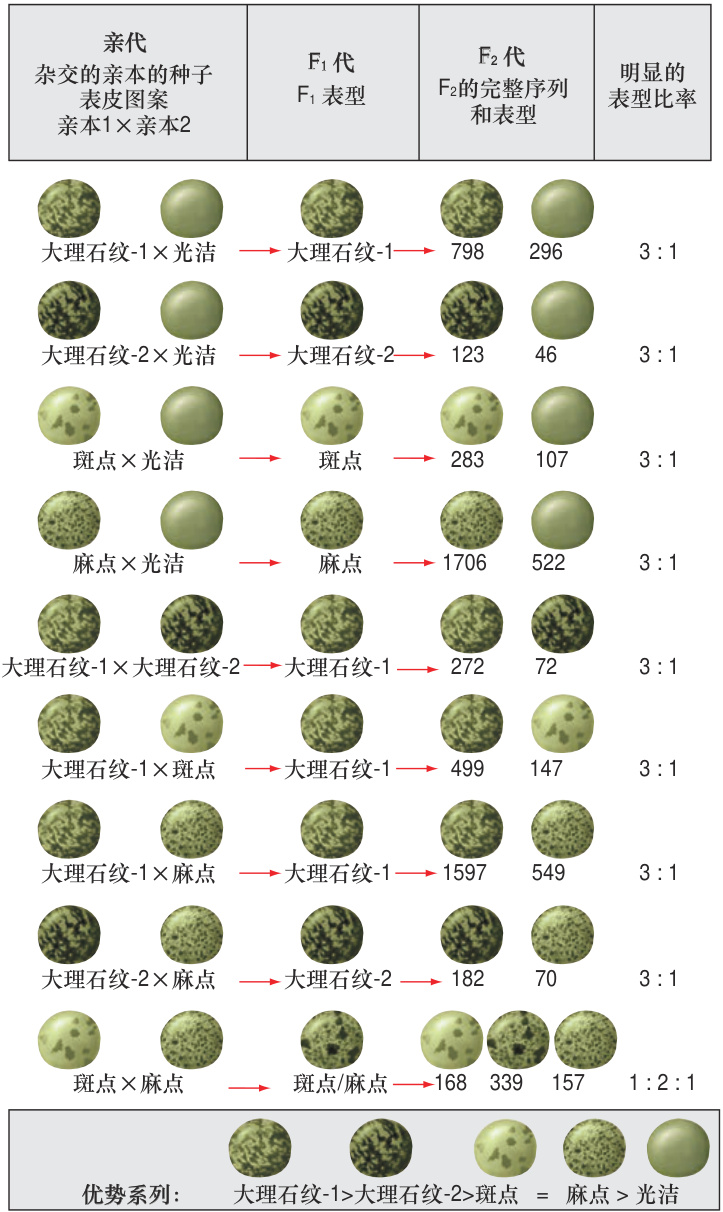 亲代
杂交的亲本的种子
表皮图案
亲本1×亲本2
F₁ 代
F₁ 表型
F₂ 代
F₂的完整序列
和表型
明显的
表型比率
大理石纹-1×光洁 大理石纹-1 798 296 3 : 1
大理石纹-2×光洁 大理石纹-2 123 46 3 : 1
斑点×光洁 斑点 283 107 3 : 1
麻点×光洁 麻点 1706 522 3 : 1
大理石纹-1×大理石纹-2 大理石纹-1 272 72 3 : 1
大理石纹-1×斑点 大理石纹-1 499 147 3 : 1
大理石纹-1×麻点 大理石纹-1 1597 549 3 : 1
大理石纹-2×麻点 大理石纹-2 182 70 3 : 1
斑点×麻点 斑点/麻点 168 339 157 1 : 2 : 1
优势系列: 大理石纹-1>大理石纹-2>斑点 = 麻点 > 光洁